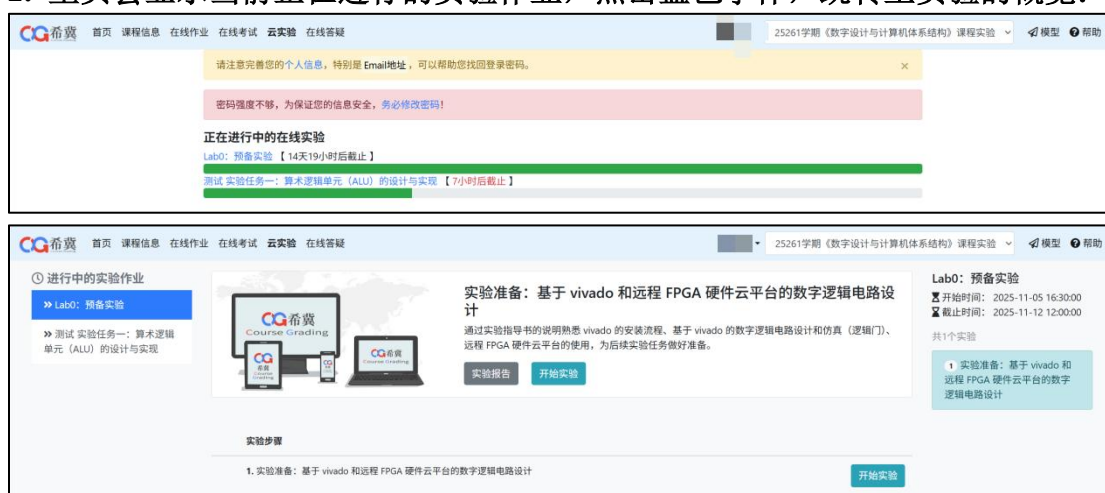 希冀 首页 课程信息 在线作业 在线考试 云实验 在线答疑 25261学期《数字设计与计算机体系结构》课程实验 模型 帮助
请注意完善您的个人信息，特别是 Email地址，可以帮助您找回登录密码。 ×
密码强度不够，为保证您的信息安全，务必修改密码！
正在进行中的在线实验
Lab0：预备实验 【 14天19小时后截止 】
测试 实验任务一：算术逻辑单元（ALU）的设计与实现 【 7小时后截止 】
希冀 首页 课程信息 在线作业 在线考试 云实验 在线答疑 25261学期《数字设计与计算机体系结构》课程实验 模型 帮助
进行中的实验作业
Lab0：预备实验
测试 实验任务一：算术逻辑
单元（ALU）的设计与实现
希冀
Course Grading
实验准备：基于 vivado 和远程 FPGA 硬件云平台的数字逻辑电路设
计
通过实验指导书的说明熟悉 vivado 的安装流程、基于 vivado 的数字逻辑电路设计和仿真（逻辑门）、
远程 FPGA 硬件云平台的使用，为后续实验任务做好准备。
实验报告 开始实验
Lab0：预备实验
开始时间： 2025-11-05 16:30:00
截止时间： 2025-11-12 12:00:00
共1个实验
1 实验准备：基于 vivado 和
远程 FPGA 硬件云平台的数字
逻辑电路设计
实验步骤
1. 实验准备：基于 vivado 和远程 FPGA 硬件云平台的数字逻辑电路设计 开始实验